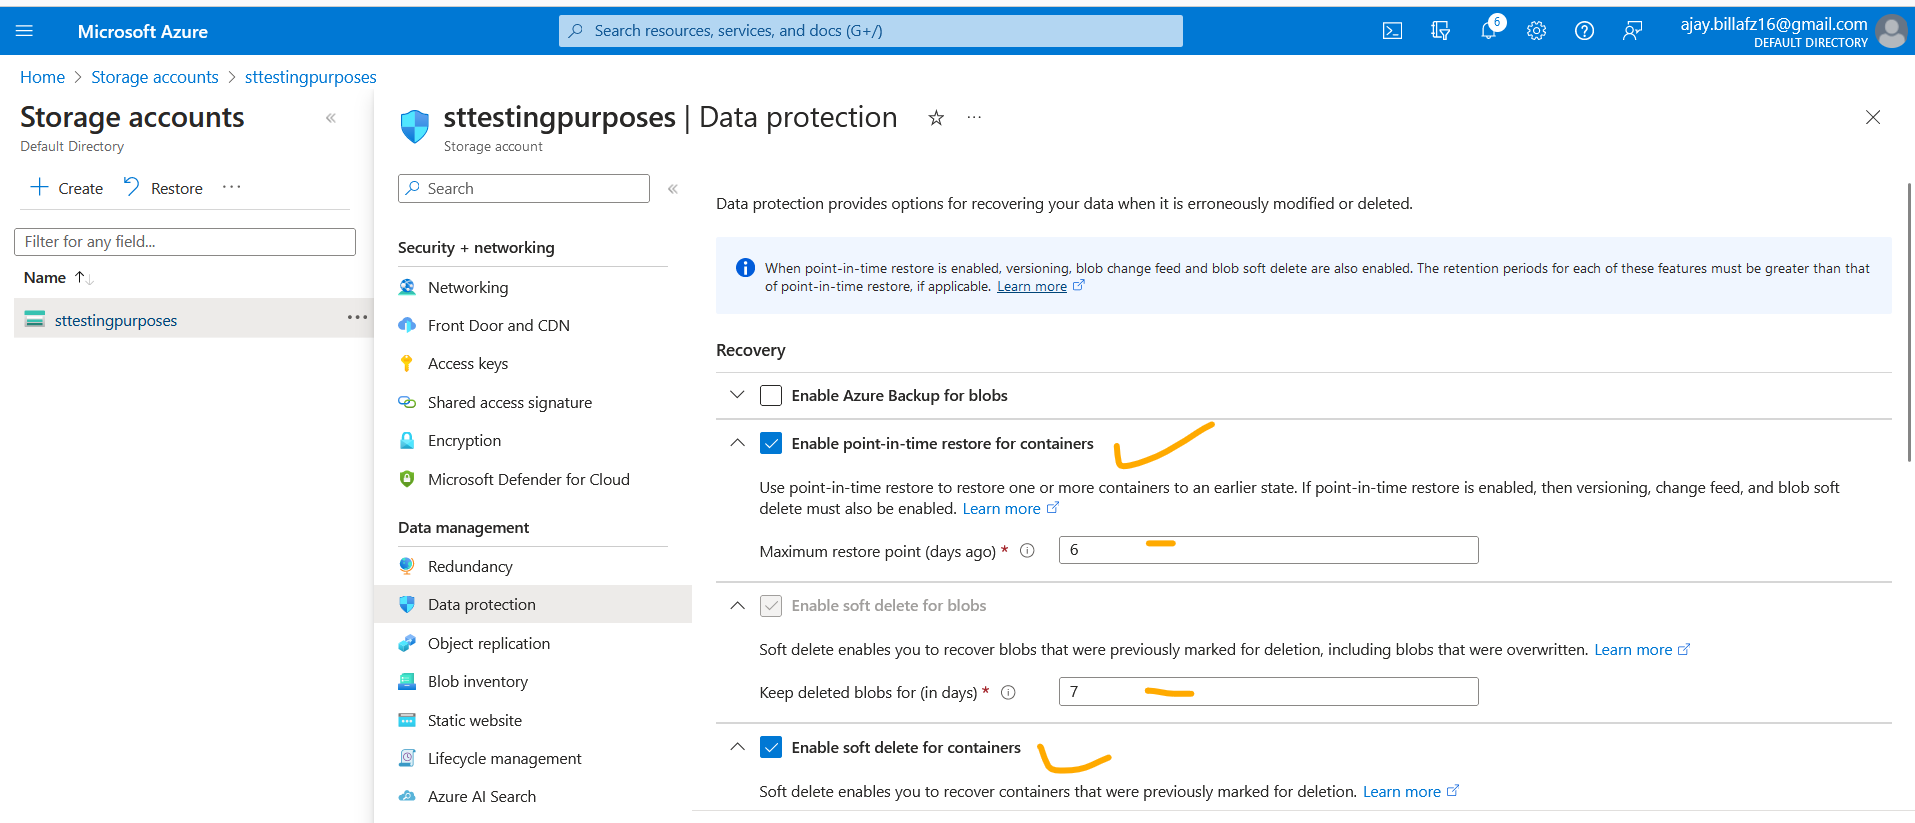 Microsoft Azure
Search resources, services, and docs (G+/)
6
ajay.billafz16@gmail.com
DEFAULT DIRECTORY
Home > Storage accounts > sttestingpurposes
Storage accounts
Default Directory
Create
Restore
Filter for any field...
Name
sttestingpurposes
sttestingpurposes | Data protection
Storage account
Search
Security + networking
Networking
Front Door and CDN
Access keys
Shared access signature
Encryption
Microsoft Defender for Cloud
Data management
Redundancy
Data protection
Object replication
Blob inventory
Static website
Lifecycle management
Azure AI Search
Data protection provides options for recovering your data when it is erroneously modified or deleted.
When point-in-time restore is enabled, versioning, blob change feed and blob soft delete are also enabled. The retention periods for each of these features must be greater than that
of point-in-time restore, if applicable. Learn more
Recovery
Enable Azure Backup for blobs
Enable point-in-time restore for containers
Use point-in-time restore to restore one or more containers to an earlier state. If point-in-time restore is enabled, then versioning, change feed, and blob soft
delete must also be enabled. Learn more
Maximum restore point (days ago) *
6
Enable soft delete for blobs
Soft delete enables you to recover blobs that were previously marked for deletion, including blobs that were overwritten. Learn more
Keep deleted blobs for (in days) *
7
Enable soft delete for containers
Soft delete enables you to recover containers that were previously marked for deletion. Learn more